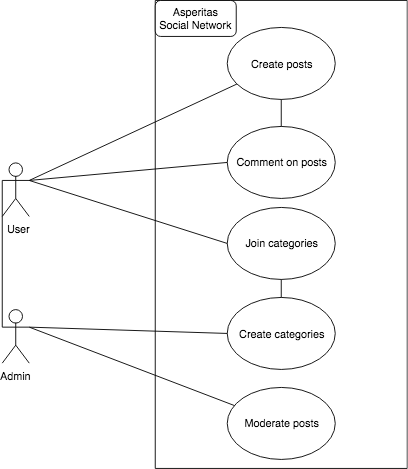 Asperitas
Social Network
Create posts
Comment on posts
User
Join categories
Create categories
Admin
Moderate posts